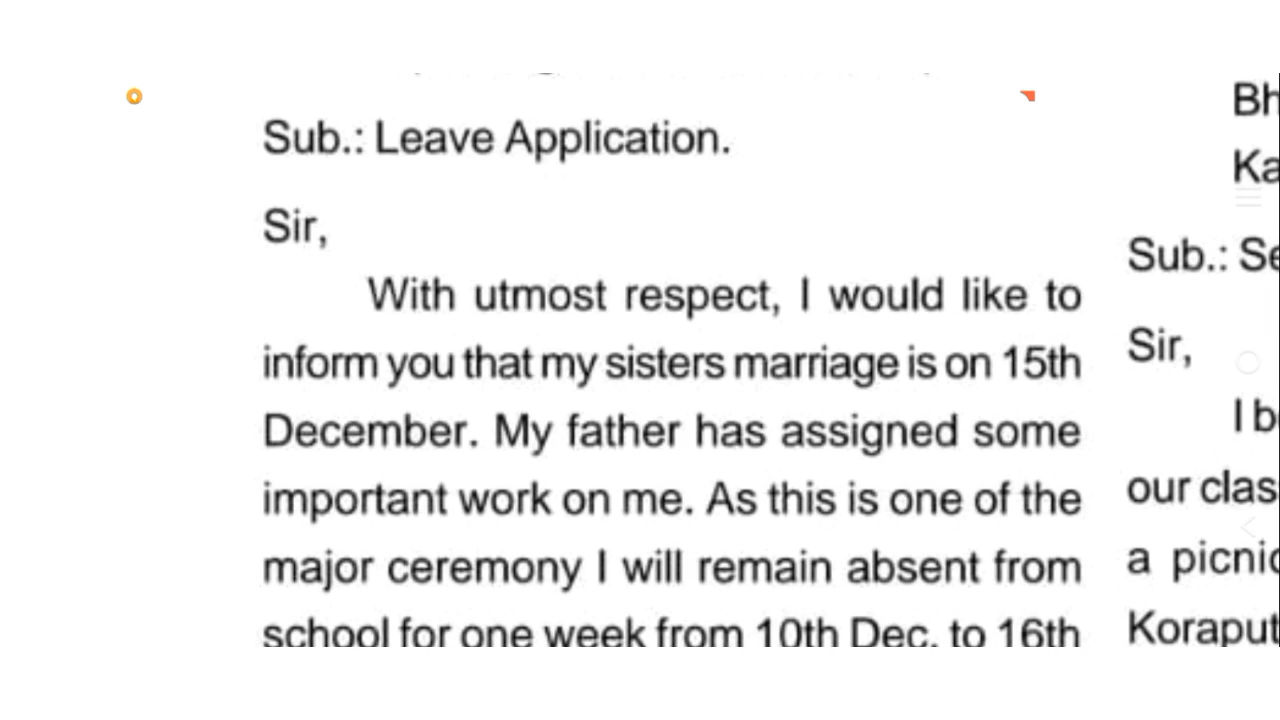 Sub.: Leave Application.
Sir,
With utmost respect, I would like to
inform you that my sisters marriage is on 15th
December. My father has assigned some
important work on me. As this is one of the
major ceremony I will remain absent from
school for one week from 10th Dec. to 16th
Bh
Ka
Sub.: Se
Sir,
I b
our clas
a picnic
Koraput